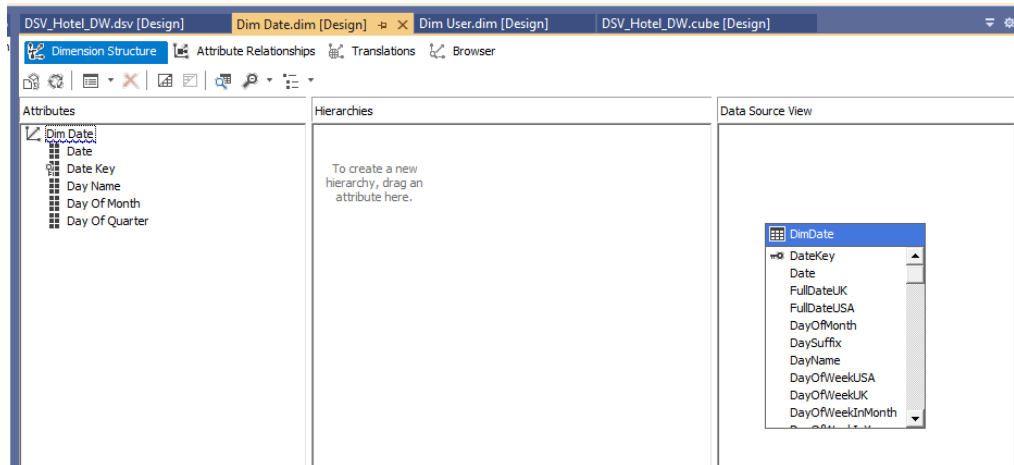 DSV_Hotel_DW.dsv [Design]
Dim Date.dim [Design]
Dim User.dim [Design]
DSV_Hotel_DW.cube [Design]
Dimension Structure
Attribute Relationships
Translations
Browser
Attributes
Hierarchies
Data Source View
Dim Date
Date
Date Key
Day Name
Day Of Month
Day Of Quarter
To create a new
hierarchy, drag an
attribute here.
DimDate
DateKey
Date
FullDateUK
FullDateUSA
DayOfMonth
DaySuffix
DayName
DayOfWeekUSA
DayOfWeekUK
DayOfWeekInMonth